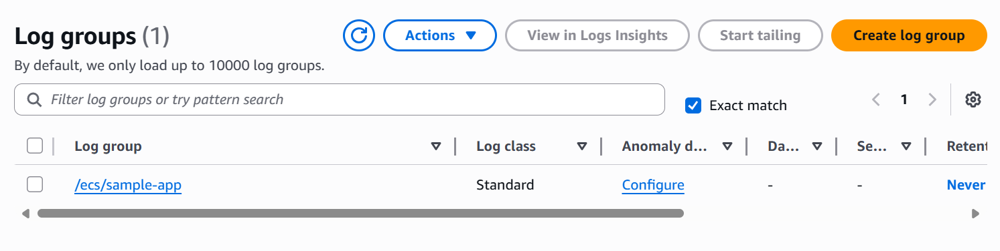 Log groups (1)
Actions
View in Logs Insights
Start tailing
Create log group
By default, we only load up to 10000 log groups.
Filter log groups or try pattern search
Exact match
1
Log group
Log class
Anomaly d...
Da...
Se...
Retent
/ecs/sample-app
Standard
Configure
-
-
Never